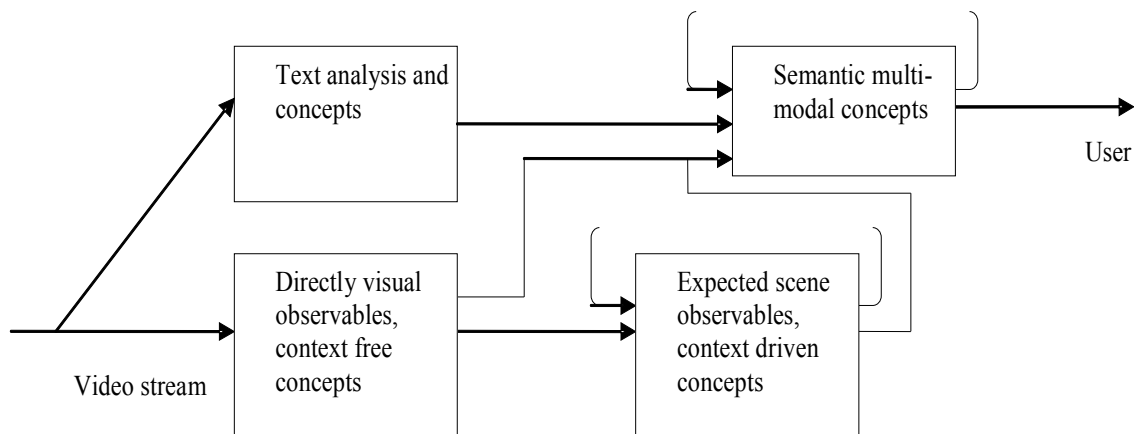 Text analysis and
concepts
Semantic multi-
modal concepts
User
Directly visual
observables,
context free
concepts
Expected scene
observables,
context driven
concepts
Video stream